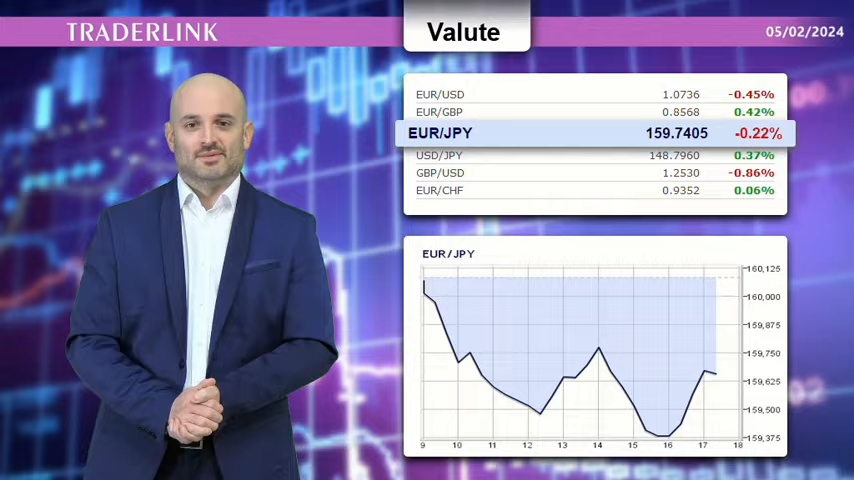 TRADERLINK
Valute
05/02/2024
EUR/USD 1.0736 -0.45%
EUR/GBP 0.8568 0.42%
EUR/JPY 159.7405 -0.22%
USD/JPY 148.7960 0.37%
GBP/USD 1.2530 -0.86%
EUR/CHF 0.9352 0.06%
EUR/JPY
160,125
160,000
159,875
159,750
159,625
159,500
159,375
9 10 11 12 13 14 15 16 17 18